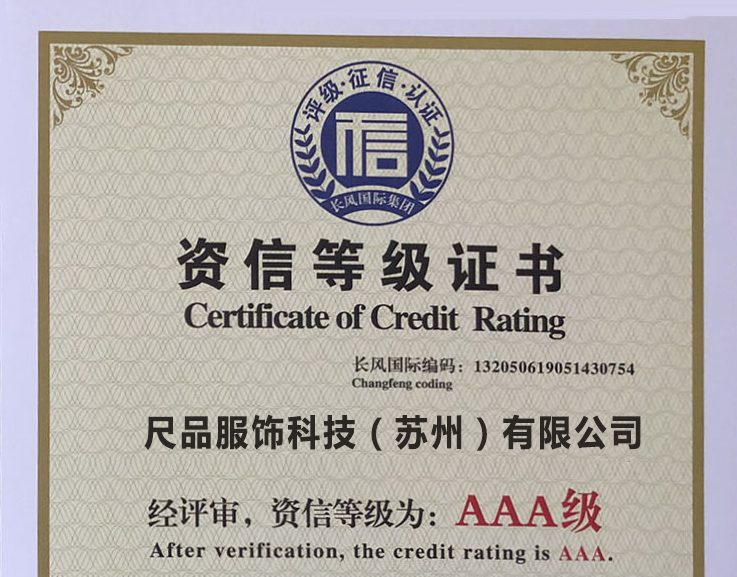 评级·征信·认证
信
长风国际集团
资信等级证书
Certificate of Credit Rating
长风国际编码：132050619051430754
Changfeng coding
尺品服饰科技（苏州）有限公司
经评审，资信等级为：AAA级
After verification, the credit rating is AAA.